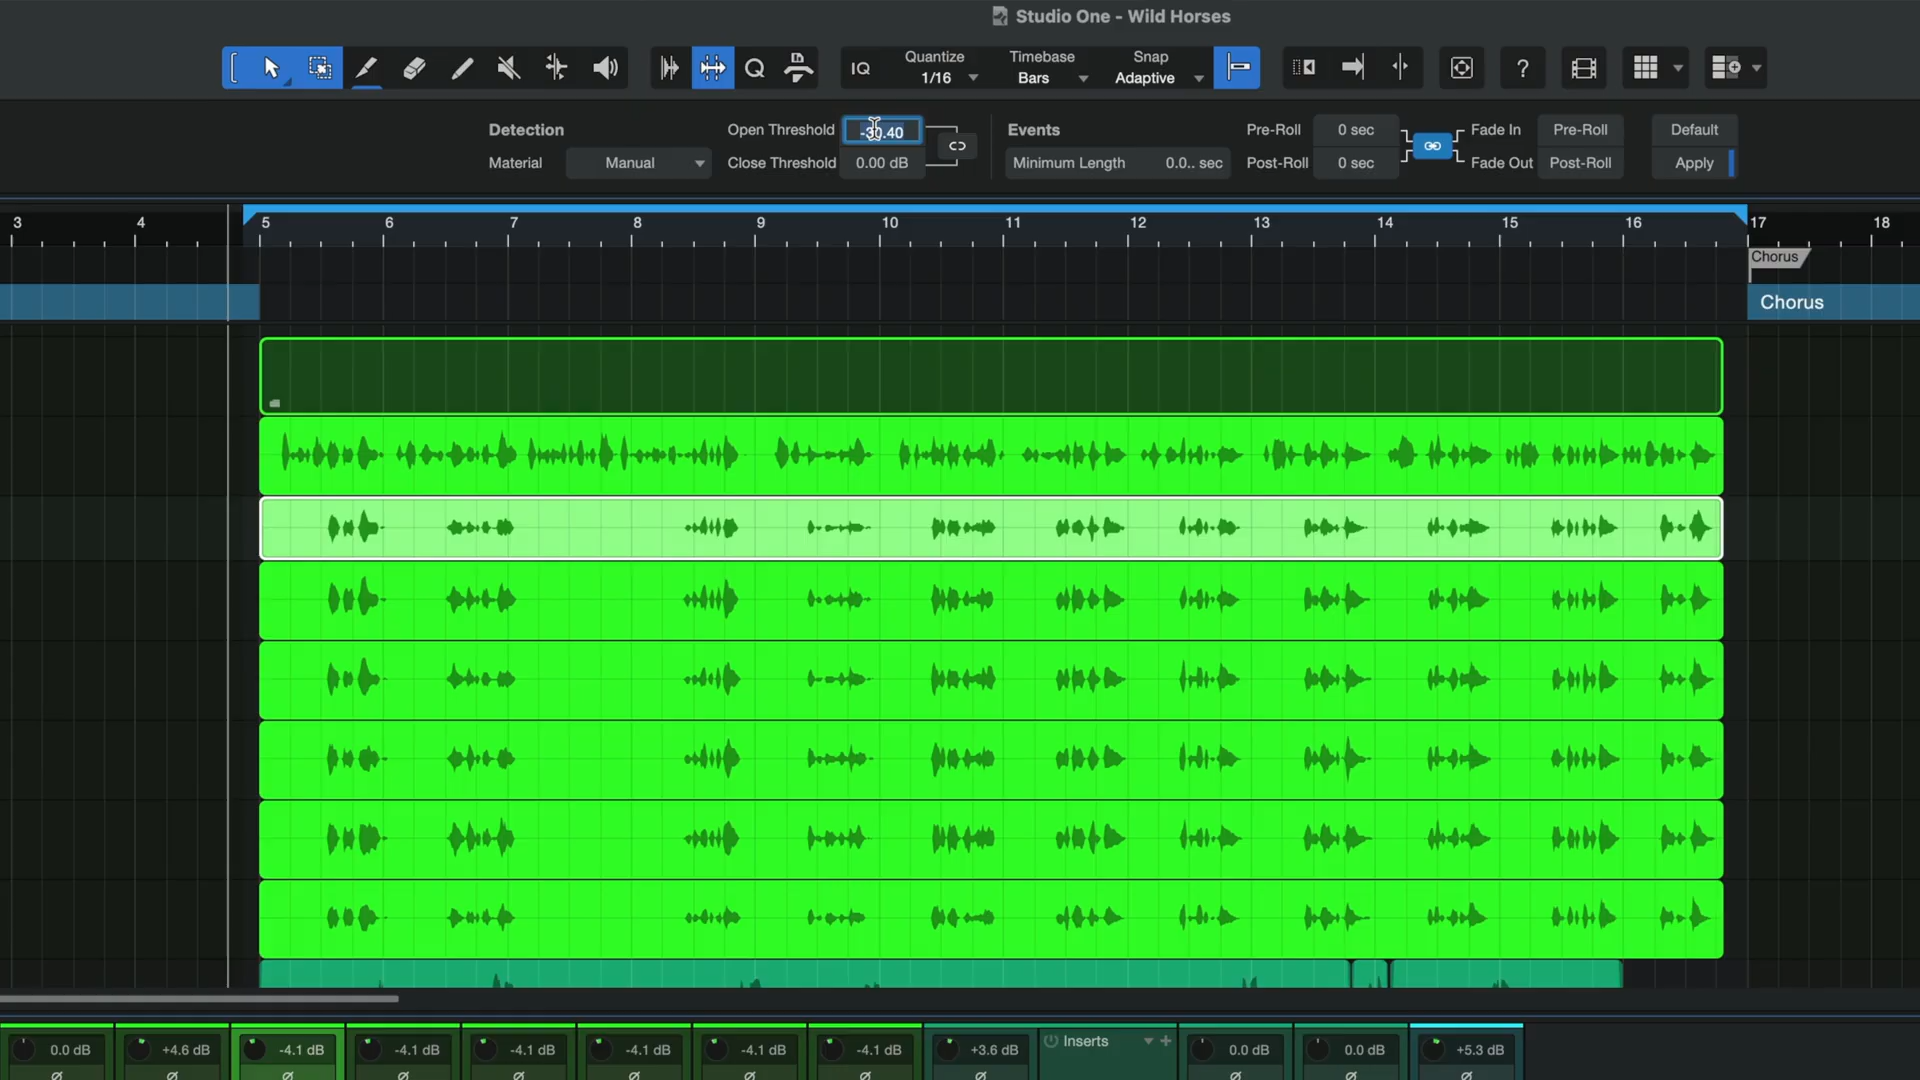 Studio One - Wild Horses
IQ
Quantize
1/16
Timebase
Bars
Snap
Adaptive
Q
?
Detection
Material
Manual
Open Threshold
-30.40
Close Threshold
0.00 dB
Events
Minimum Length
0.0.. sec
Pre-Roll
0 sec
Post-Roll
0 sec
Fade In
Pre-Roll
Fade Out
Post-Roll
Default
Apply
3 4 5 6 7 8 9 10 11 12 13 14 15 16 17 18
Chorus
Chorus
0.0 dB
+4.6 dB
-4.1 dB
-4.1 dB
-4.1 dB
-4.1 dB
-4.1 dB
-4.1 dB
+3.6 dB
Inserts
0.0 dB
0.0 dB
+5.3 dB